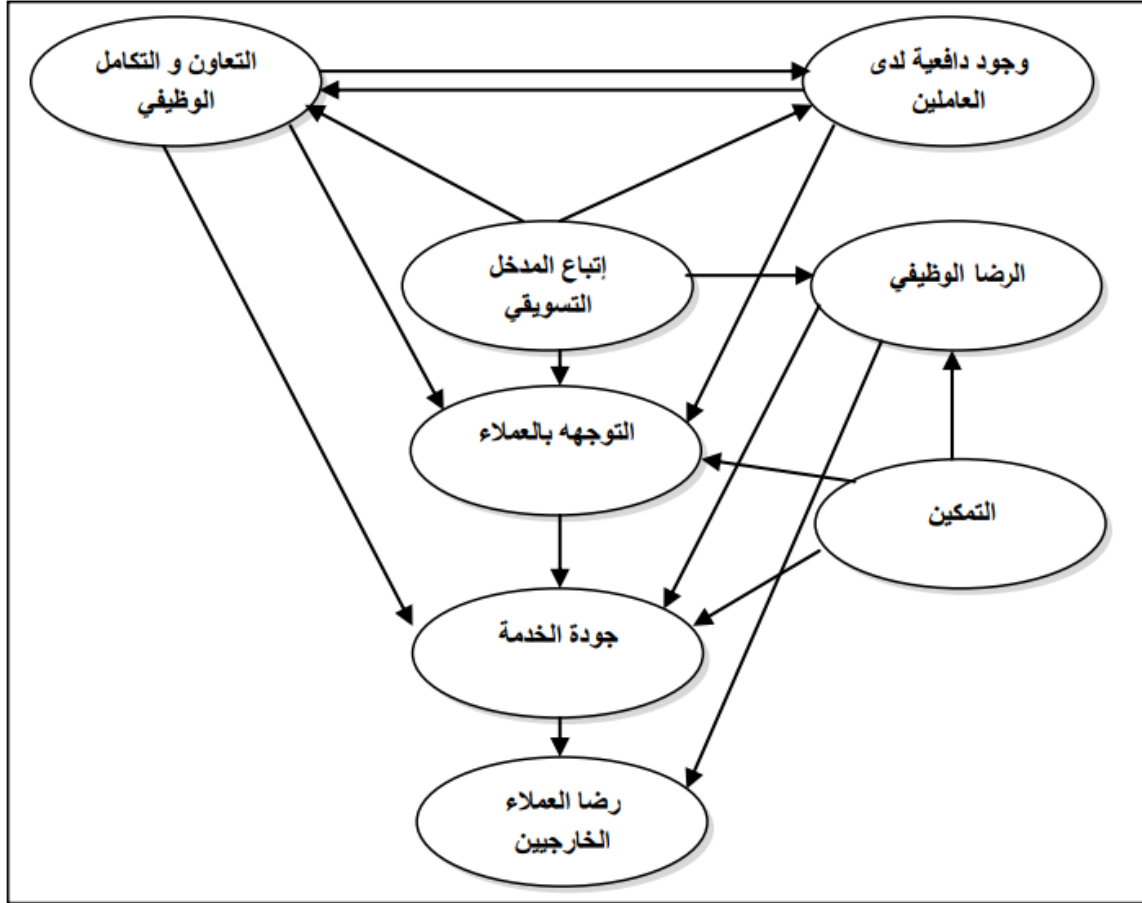 وجود دافعية لدى
العاملين
التعاون و التكامل
الوظيفي
إتباع المدخل
التسويقي
الرضا الوظيفي
التوجهه بالعملاء
التمكين
جودة الخدمة
رضا العملاء
الخارجيين